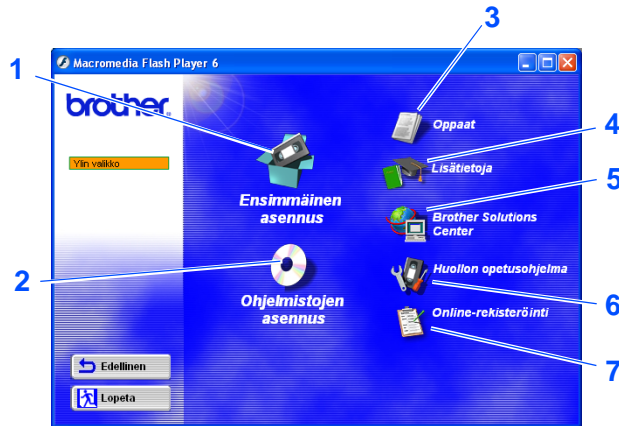 Macromedia Flash Player 6
brother.
Ylin valikko
Ensimmäinen
asennus
Ohjelmistojen
asennus
Oppaat
Lisätietoja
Brother Solutions
Center
Huollon opetusohjelma
Online-rekisteröinti
Edellinen
Lopeta
1
2
3
4
5
6
7